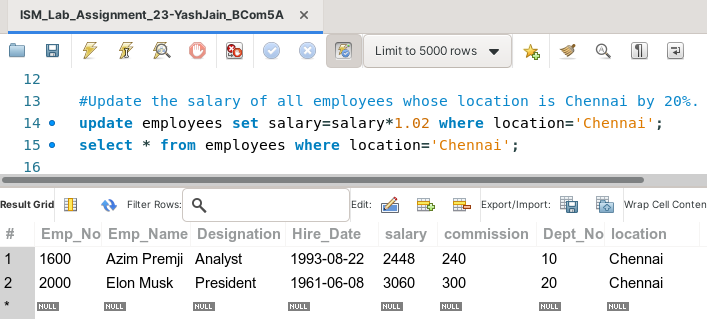 ISM_Lab_Assignment_23-YashJain_BCom5A ×
Limit to 5000 rows
12
13 #Update the salary of all employees whose location is Chennai by 20%.
14 update employees set salary=salary*1.02 where location='Chennai';
15 select * from employees where location='Chennai';
16
Result Grid Filter Rows: Edit: Export/Import: Wrap Cell Conten
# Emp_No Emp_Name Designation Hire_Date salary commission Dept_No location
1 1600 Azim Premji Analyst 1993-08-22 2448 240 10 Chennai
2 2000 Elon Musk President 1961-06-08 3060 300 20 Chennai
* NULL NULL NULL NULL NULL NULL NULL NULL